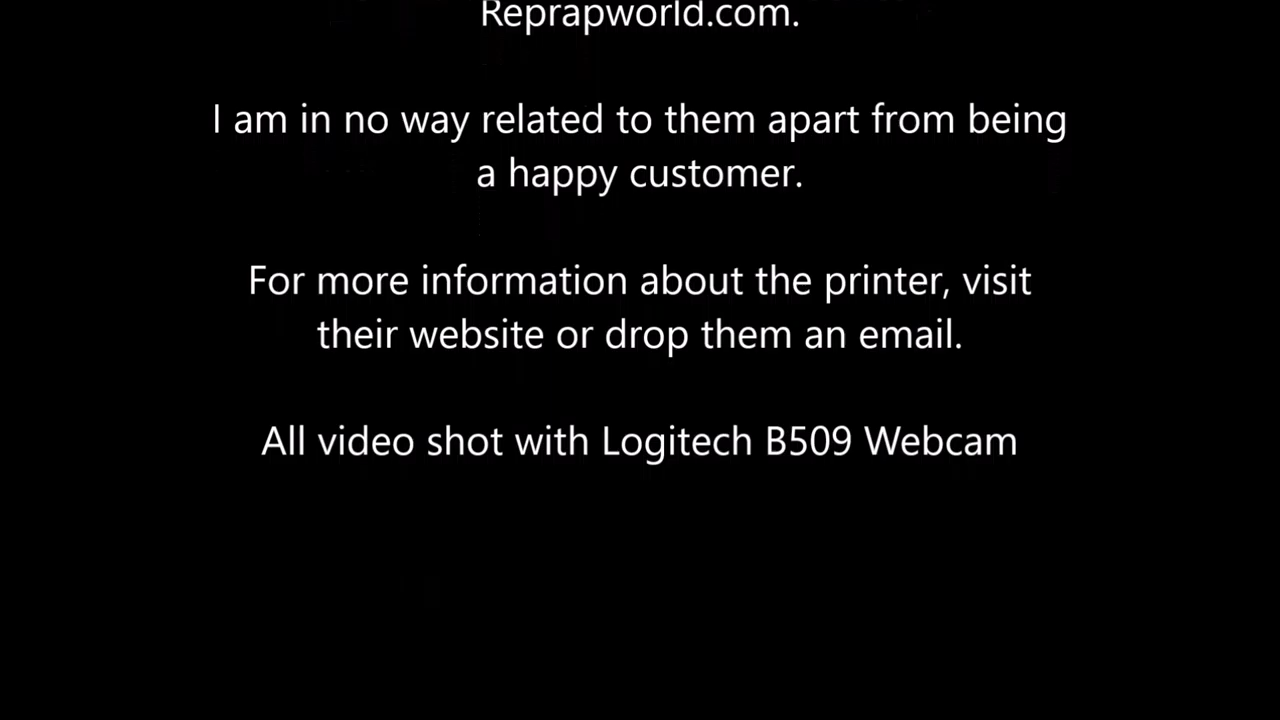 Reprapworld.com.
I am in no way related to them apart from being
a happy customer.
For more information about the printer, visit
their website or drop them an email.
All video shot with Logitech B509 Webcam